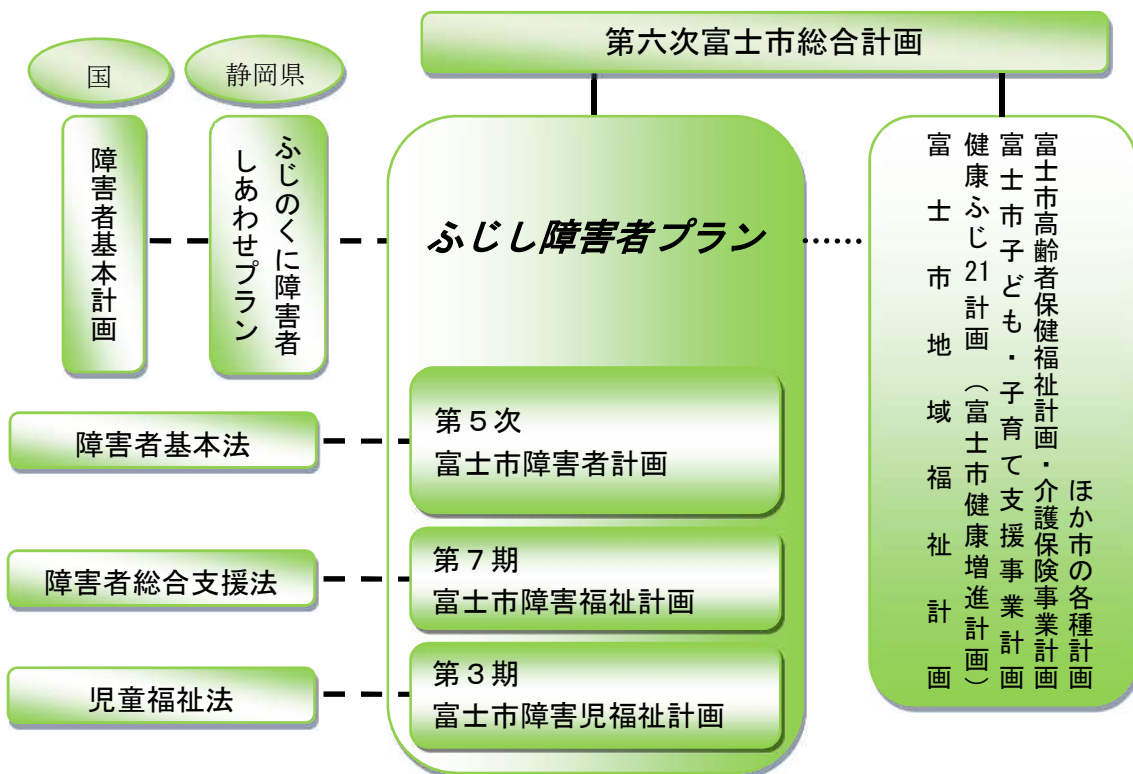 第六次富士市総合計画
国
静岡県
障害者基本計画
ふじのくに障害者
しあわせプラン
ふじし障害者プラン
……
障害者基本法
第５次
富士市障害者計画
障害者総合支援法
第７期
富士市障害福祉計画
児童福祉法
第３期
富士市障害児福祉計画
ほか市の各種計画
富士市高齢者保健福祉計画・介護保険事業計画
富士市子ども・子育て支援事業計画
健康ふじ21計画（富士市健康増進計画）
富士市地域福祉計画